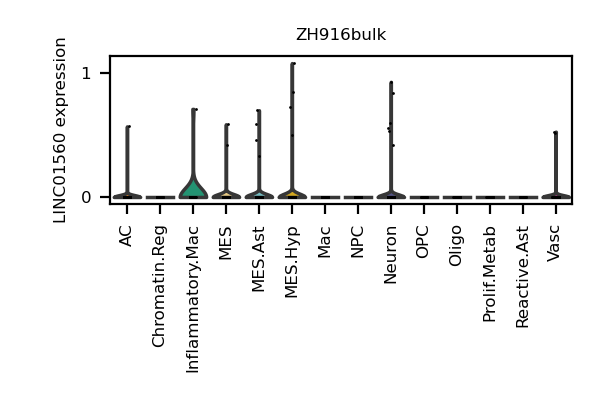 ZH916bulk
LINC01560 expression
1
0
AC
Chromatin.Reg
Inflammatory.Mac
MES
MES.Ast
MES.Hyp
Mac
NPC
Neuron
OPC
Oligo
Prolif.Metab
Reactive.Ast
Vasc